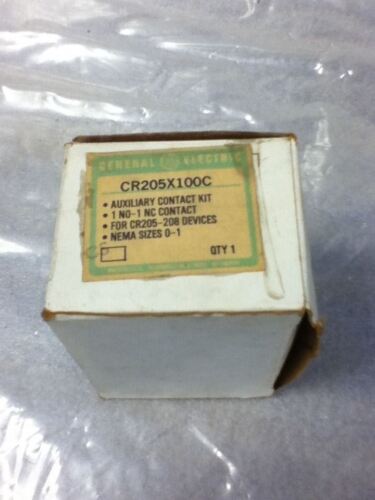 GENERAL GE ELECTRIC
CR205X100C
• AUXILIARY CONTACT KIT
• 1 NO-1 NC CONTACT
• FOR CR205-208 DEVICES
• NEMA SIZES 0-1
QTY 1